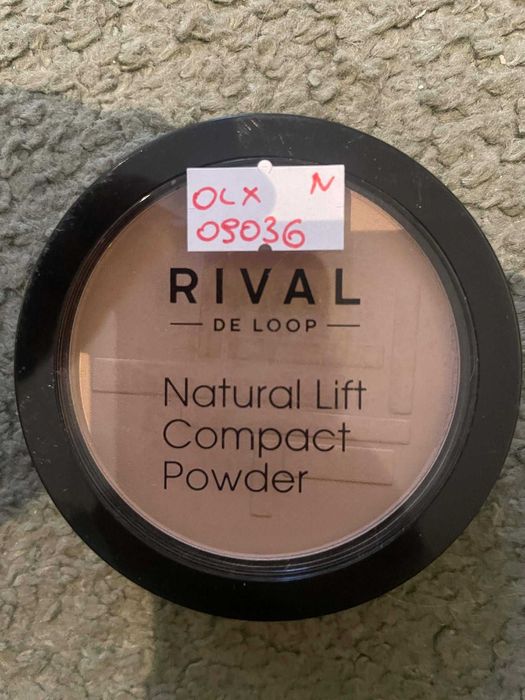 OLX N
09036
RIVAL
DE LOOP
Natural Lift
Compact
Powder